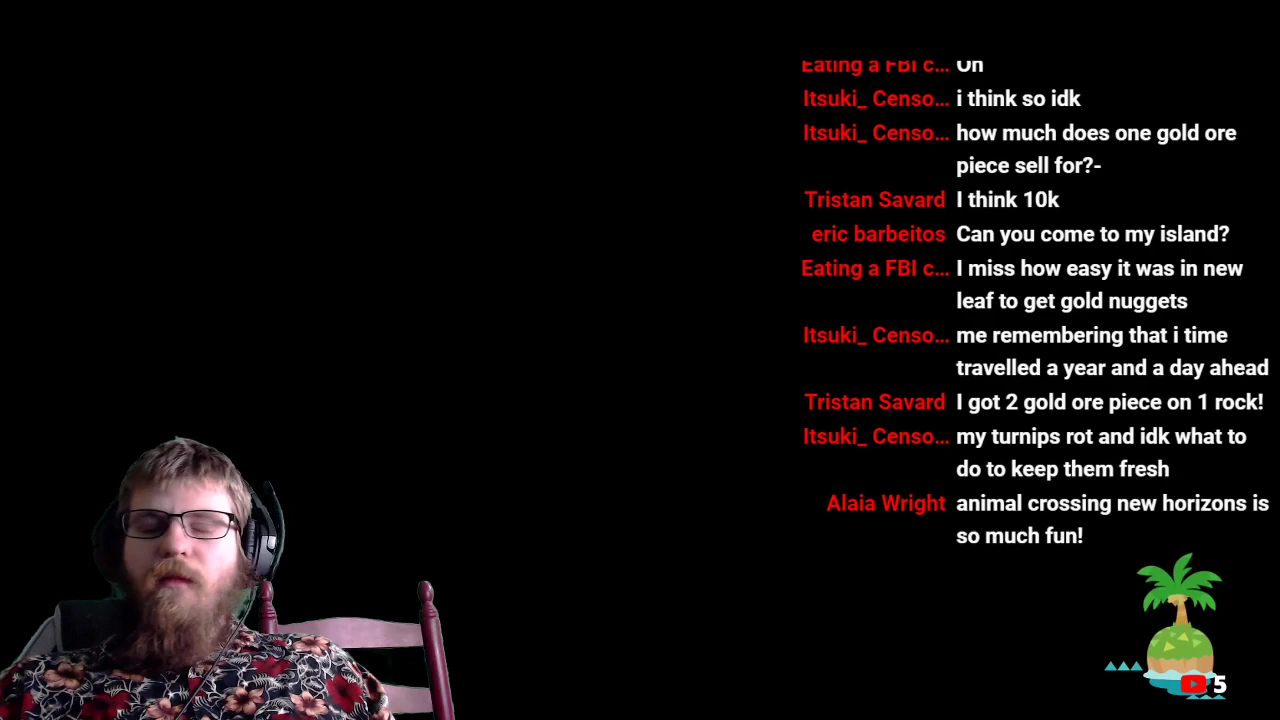 Eating a FBI c... Oh
Itsuki_ Censo... i think so idk
Itsuki_ Censo... how much does one gold ore
piece sell for?-
Tristan Savard I think 10k
eric barbeitos Can you come to my island?
Eating a FBI c... I miss how easy it was in new
leaf to get gold nuggets
Itsuki_ Censo... me remembering that i time
travelled a year and a day ahead
Tristan Savard I got 2 gold ore piece on 1 rock!
Itsuki_ Censo... my turnips rot and idk what to
do to keep them fresh
Alaia Wright animal crossing new horizons is
so much fun!
5